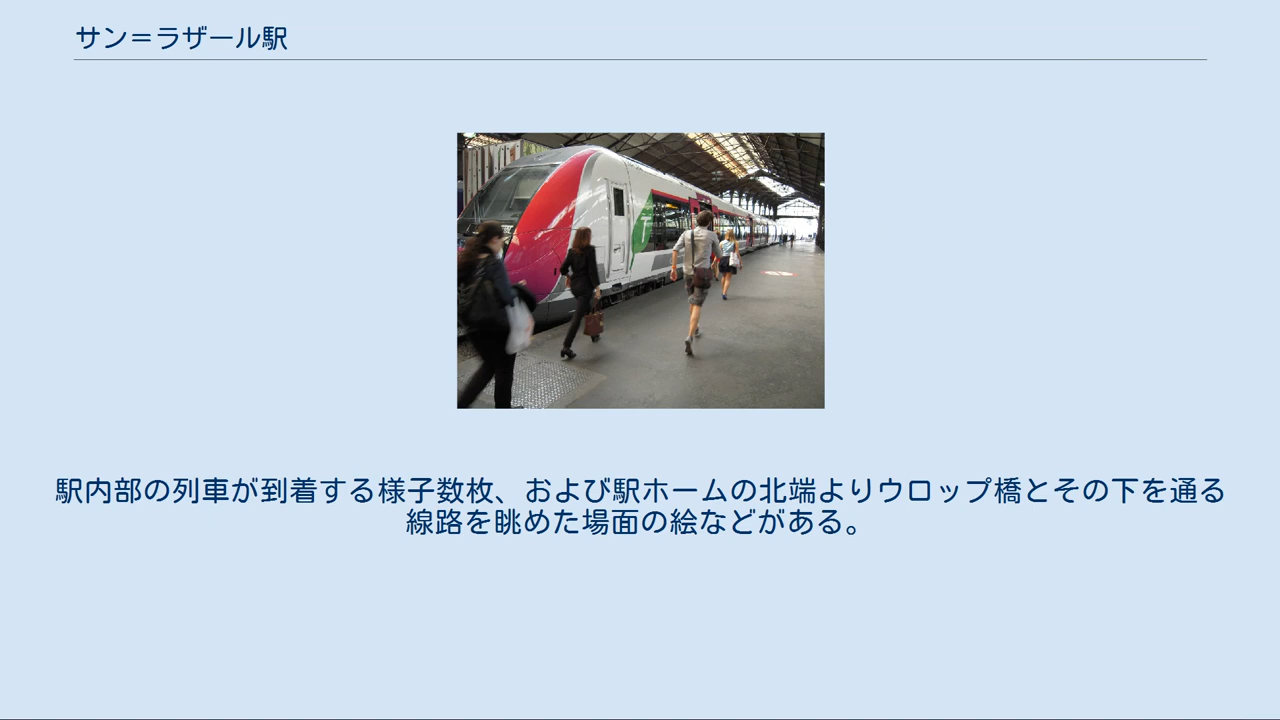 サン＝ラザール駅
駅内部の列車が到着する様子数枚、および駅ホームの北端よりウロップ橋とその下を通る
線路を眺めた場面の絵などがある。